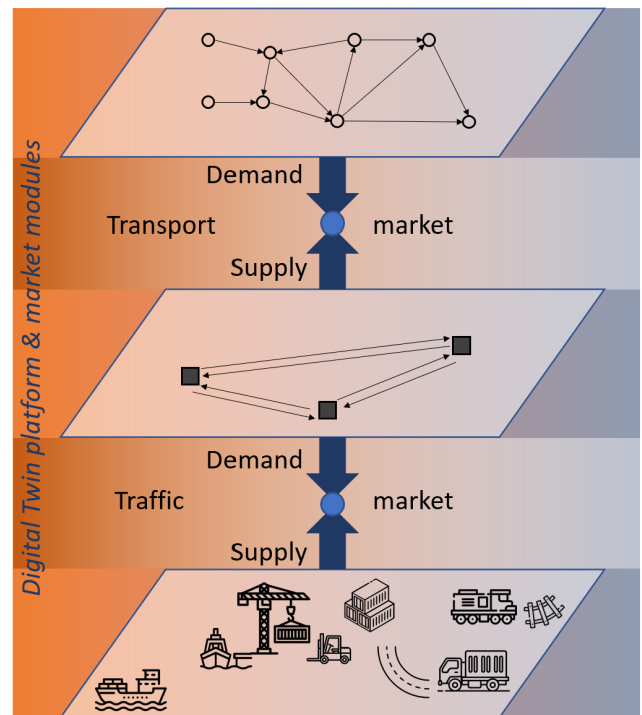 Digital Twin platform & market modules
Demand
Transport market
Supply
Demand
Traffic market
Supply